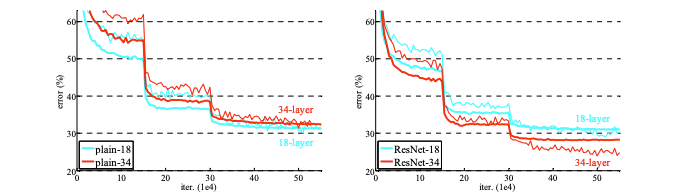 60
50
40
30
20
error (%)
34-layer
18-layer
plain-18
plain-34
0
10
20
30
40
50
iter. (1e4)
60
50
40
30
20
error (%)
18-layer
34-layer
ResNet-18
ResNet-34
0
10
20
30
40
50
iter. (1e4)